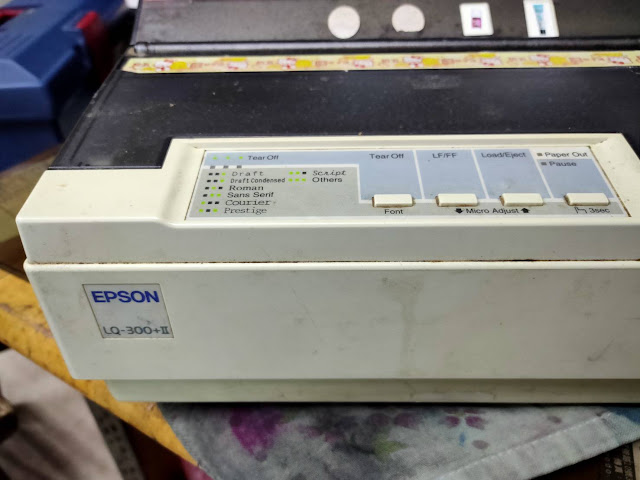 Tear Off
Draft
Draft Condensed
Roman
Sans Serif
Courier
Prestige
Script
Others
Tear Off
LF/FF
Load/Eject
Paper Out
Pause
Font
Micro Adjust
3sec
EPSON
LQ-300+II